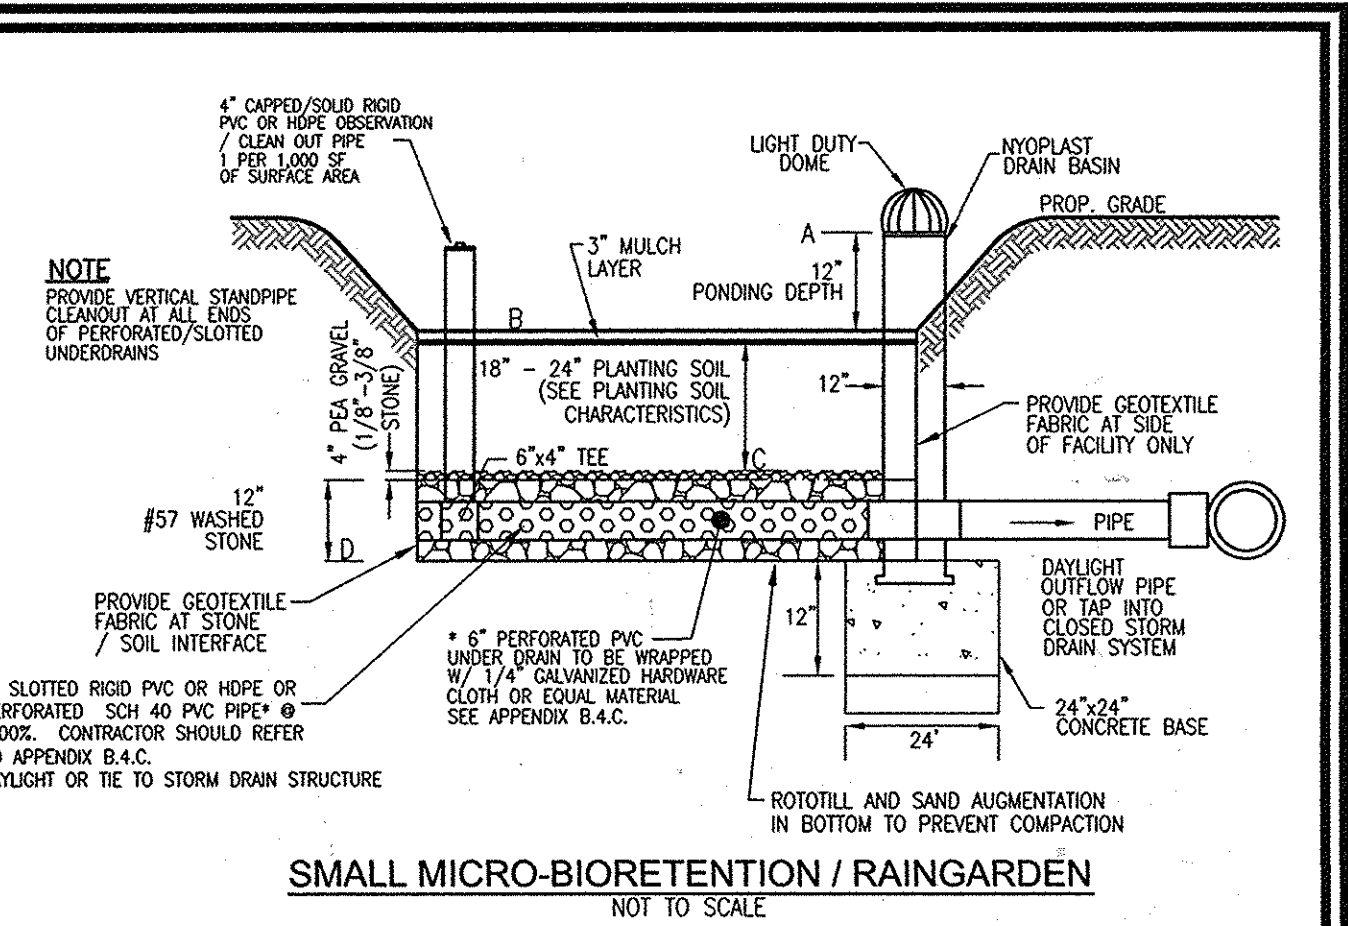 4" CAPPED/SOLID RIGID
PVC OR HDPE OBSERVATION
/ CLEAN OUT PIPE
1 PER 1,000 SF
OF SURFACE AREA
LIGHT DUTY
DOME
NYOPLAST
DRAIN BASIN
PROP. GRADE
A
3" MULCH
LAYER
12"
PONDING DEPTH
NOTE
PROVIDE VERTICAL STANDPIPE
CLEANOUT AT ALL ENDS
OF PERFORATED/SLOTTED
UNDERDRAINS
B
4" PEA GRAVEL
(1/8"-3/8"
STONE)
18" - 24" PLANTING SOIL
(SEE PLANTING SOIL
CHARACTERISTICS)
12"
PROVIDE GEOTEXTILE
FABRIC AT SIDE
OF FACILITY ONLY
C
6"x4" TEE
12"
#57 WASHED
STONE
D
PIPE
PROVIDE GEOTEXTILE
FABRIC AT STONE
/ SOIL INTERFACE
* 6" PERFORATED PVC
UNDER DRAIN TO BE WRAPPED
W/ 1/4" GALVANIZED HARDWARE
CLOTH OR EQUAL MATERIAL
SEE APPENDIX B.4.C.
12"
DAYLIGHT
OUTFLOW PIPE
OR TAP INTO
CLOSED STORM
DRAIN SYSTEM
SLOTTED RIGID PVC OR HDPE OR
ERFORATED SCH 40 PVC PIPE* @
00%. CONTRACTOR SHOULD REFER
APPENDIX B.4.C.
AYLIGHT OR TIE TO STORM DRAIN STRUCTURE
24"x24"
CONCRETE BASE
24'
ROTOTILL AND SAND AUGMENTATION
IN BOTTOM TO PREVENT COMPACTION
SMALL MICRO-BIORETENTION / RAINGARDEN
NOT TO SCALE